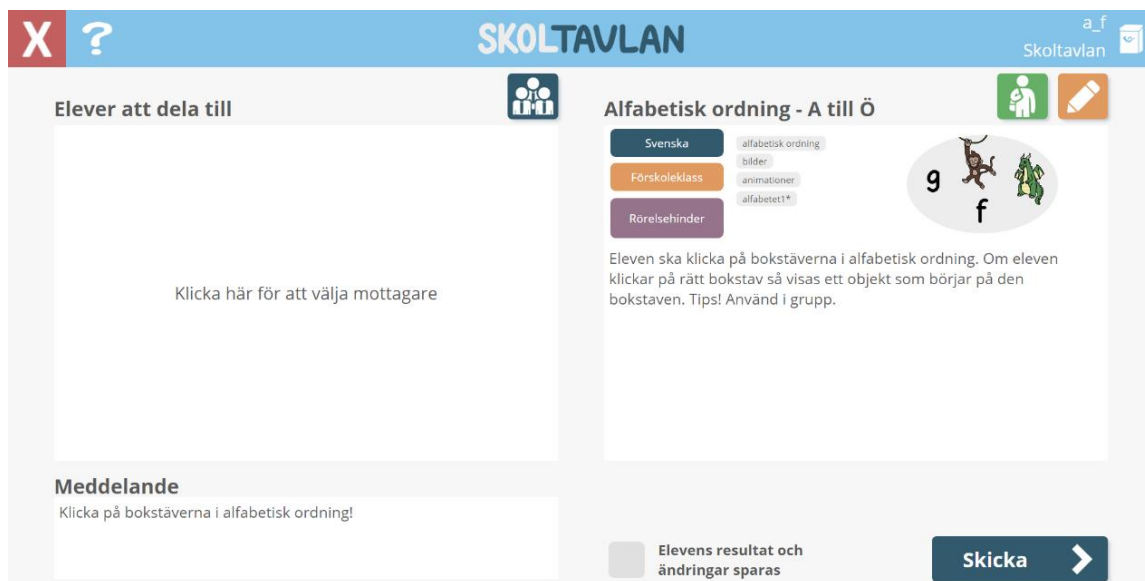 X ?
SKOLTAVLAN
a_f
Skoltavlan
Elever att dela till
Klicka här för att välja mottagare
Meddelande
Klicka på bokstäverna i alfabetisk ordning!
Alfabetisk ordning - A till Ö
Svenska
Förskoleklass
Rörelsehinder
alfabetisk ordning
bilder
animationer
alfabetet1*
g
f
Eleven ska klicka på bokstäverna i alfabetisk ordning. Om eleven
klickar på rätt bokstav så visas ett objekt som börjar på den
bokstaven. Tips! Använd i grupp.
Elevens resultat och
ändringar sparas
Skicka